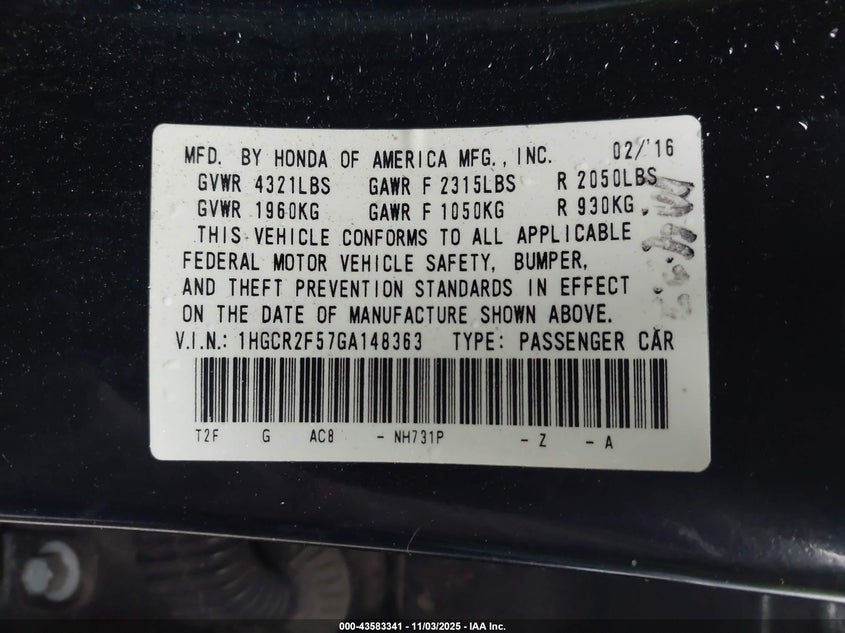 MFD. BY HONDA OF AMERICA MFG., INC. 02/'16
GVWR 4321LBS GAWR F 2315LBS R 2050LBS
GVWR 1960KG GAWR F 1050KG R 930KG.
THIS VEHICLE CONFORMS TO ALL APPLICABLE
FEDERAL MOTOR VEHICLE SAFETY, BUMPER,
AND THEFT PREVENTION STANDARDS IN EFFECT
ON THE DATE OF MANUFACTURE SHOWN ABOVE.
V.I.N.: 1HGCR2F57GA148363 TYPE: PASSENGER CAR
T2F G AC8 - NH731P - Z - A
000-43583341 - 11/03/2025 - IAA Inc.